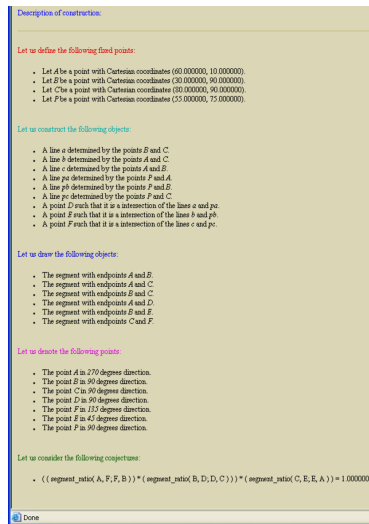 Description of construction:
Let us define the following fixed points:
Let A be a point with Cartesian coordinates (60.000000, 10.000000).
Let B be a point with Cartesian coordinates (30.000000, 90.000000).
Let C be a point with Cartesian coordinates (80.000000, 90.000000).
Let P be a point with Cartesian coordinates (55.000000, 75.000000).
Let us construct the following objects:
A line a determined by the points B and C.
A line b determined by the points A and C.
A line c determined by the points A and B.
A line pa determined by the points P and A.
A line pb determined by the points P and B.
A line pc determined by the points P and C.
A point D such that it is a intersection of the lines a and pa.
A point E such that it is a intersection of the lines b and pb.
A point F such that it is a intersection of the lines c and pc.
Let us draw the following objects:
The segment with endpoints A and B.
The segment with endpoints A and C.
The segment with endpoints B and C.
The segment with endpoints A and D.
The segment with endpoints B and E.
The segment with endpoints C and F.
Let us denote the following points:
The point A in 270 degrees direction.
The point B in 90 degrees direction.
The point C in 90 degrees direction.
The point D in 90 degrees direction.
The point F in 135 degrees direction.
The point E in 45 degrees direction.
The point P in 90 degrees direction.
Let us consider the following conjectures:
( ( segment_ratio( A, F; F, B ) ) * ( segment_ratio( B, D; D, C ) ) ) * ( segment_ratio( C, E; E, A ) ) = 1.000000
Done